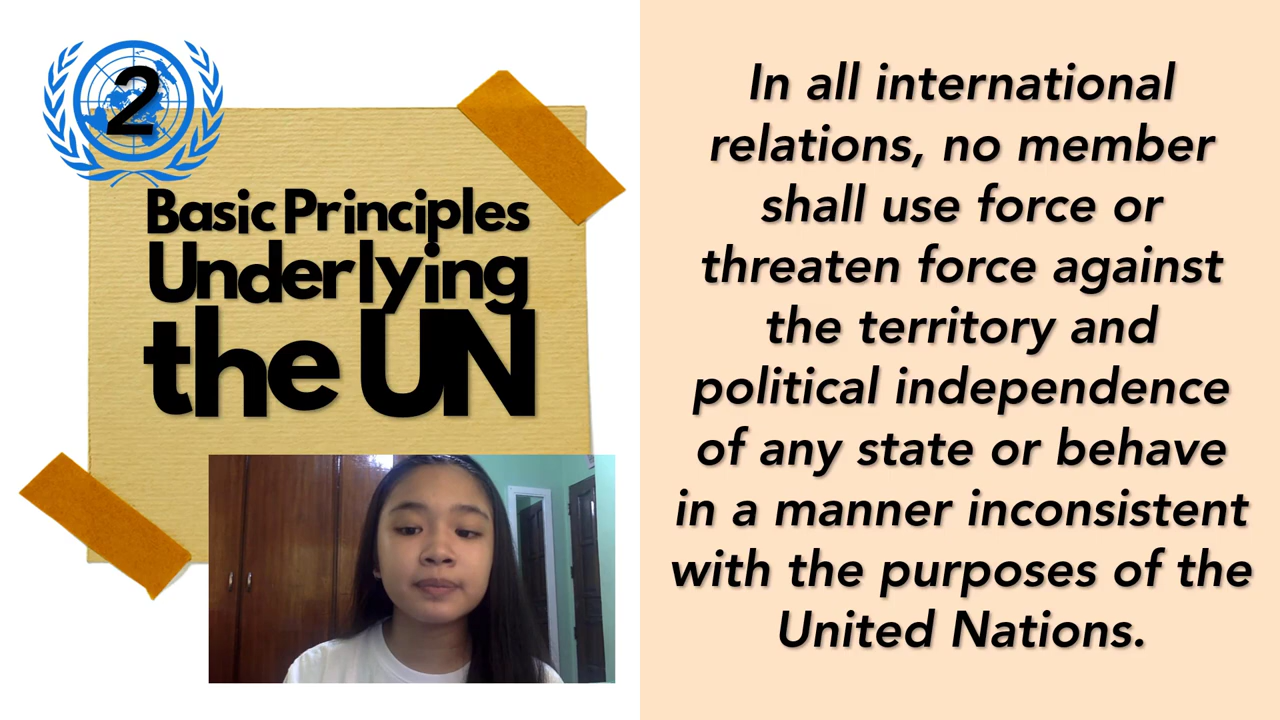 2
Basic Principles
Underlying
the UN
In all international
relations, no member
shall use force or
threaten force against
the territory and
political independence
of any state or behave
in a manner inconsistent
with the purposes of the
United Nations.